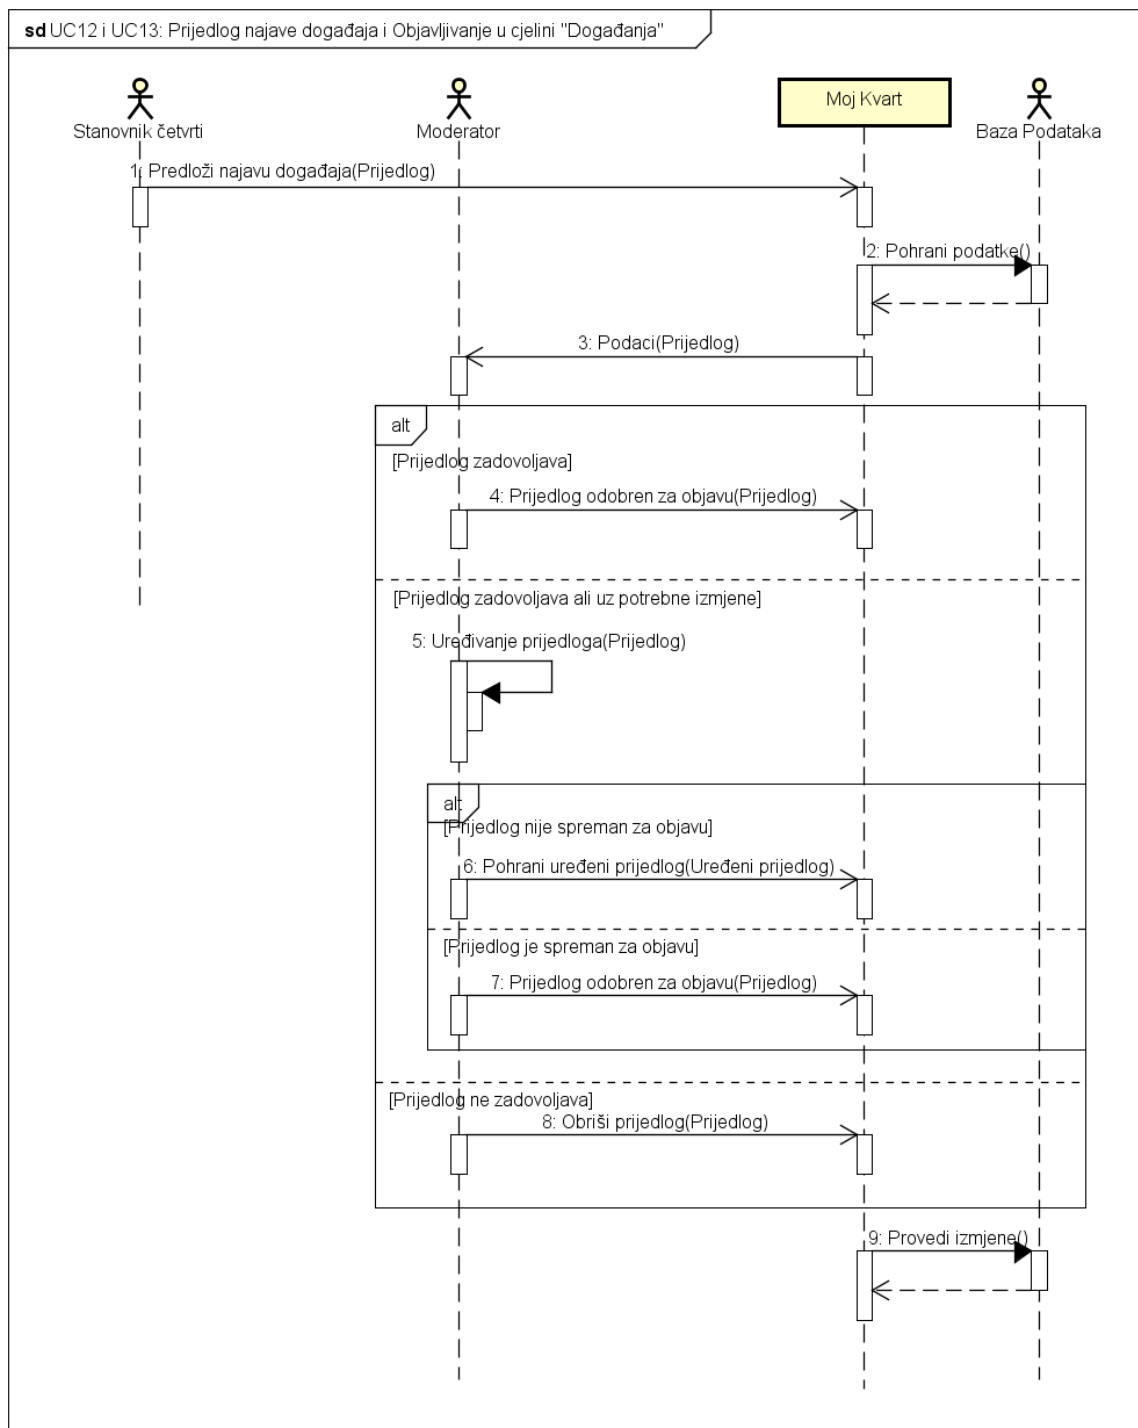 sd UC12 i UC13: Prijedlog najave događaja i Objavljivanje u cjelini "Događanja"
Stanovnik četvrti
Moderator
Moj Kvart
Baza Podataka
1: Predloži najavu događaja(Prijedlog)
2: Pohrani podatke()
3: Podaci(Prijedlog)
alt
[Prijedlog zadovoljava]
4: Prijedlog odobren za objavu(Prijedlog)
[Prijedlog zadovoljava ali uz potrebne izmjene]
5: Uređivanje prijedloga(Prijedlog)
alt
[Prijedlog nije spreman za objavu]
6: Pohrani uređeni prijedlog(Uređeni prijedlog)
[Prijedlog je spreman za objavu]
7: Prijedlog odobren za objavu(Prijedlog)
[Prijedlog ne zadovoljava]
8: Obriši prijedlog(Prijedlog)
9: Provedi izmjene()